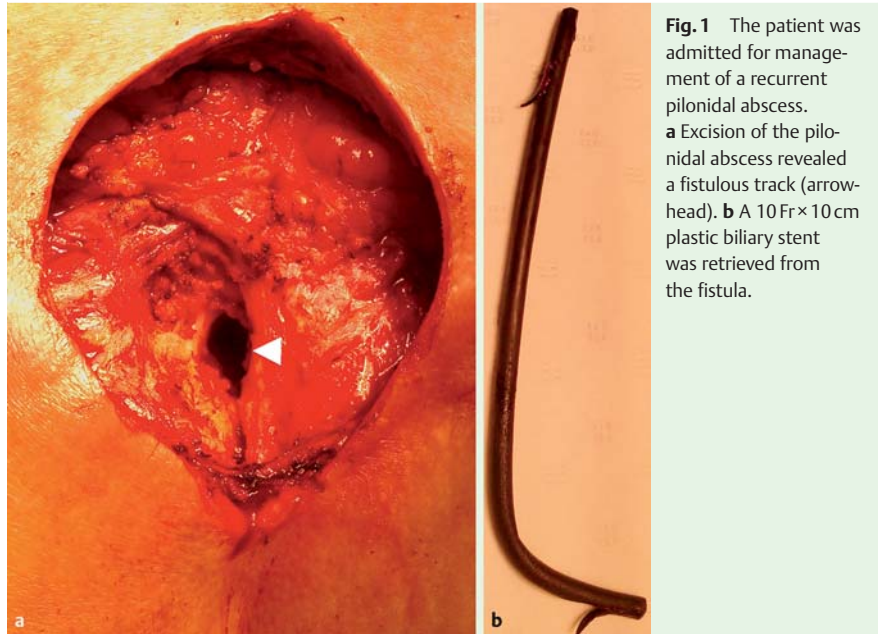 Fig. 1 The patient was
admitted for manage-
ment of a recurrent
pilonidal abscess.
a Excision of the pilo-
nidal abscess revealed
a fistulous track (arrow-
head). b A 10 Fr × 10 cm
plastic biliary stent
was retrieved from
the fistula.
a
b